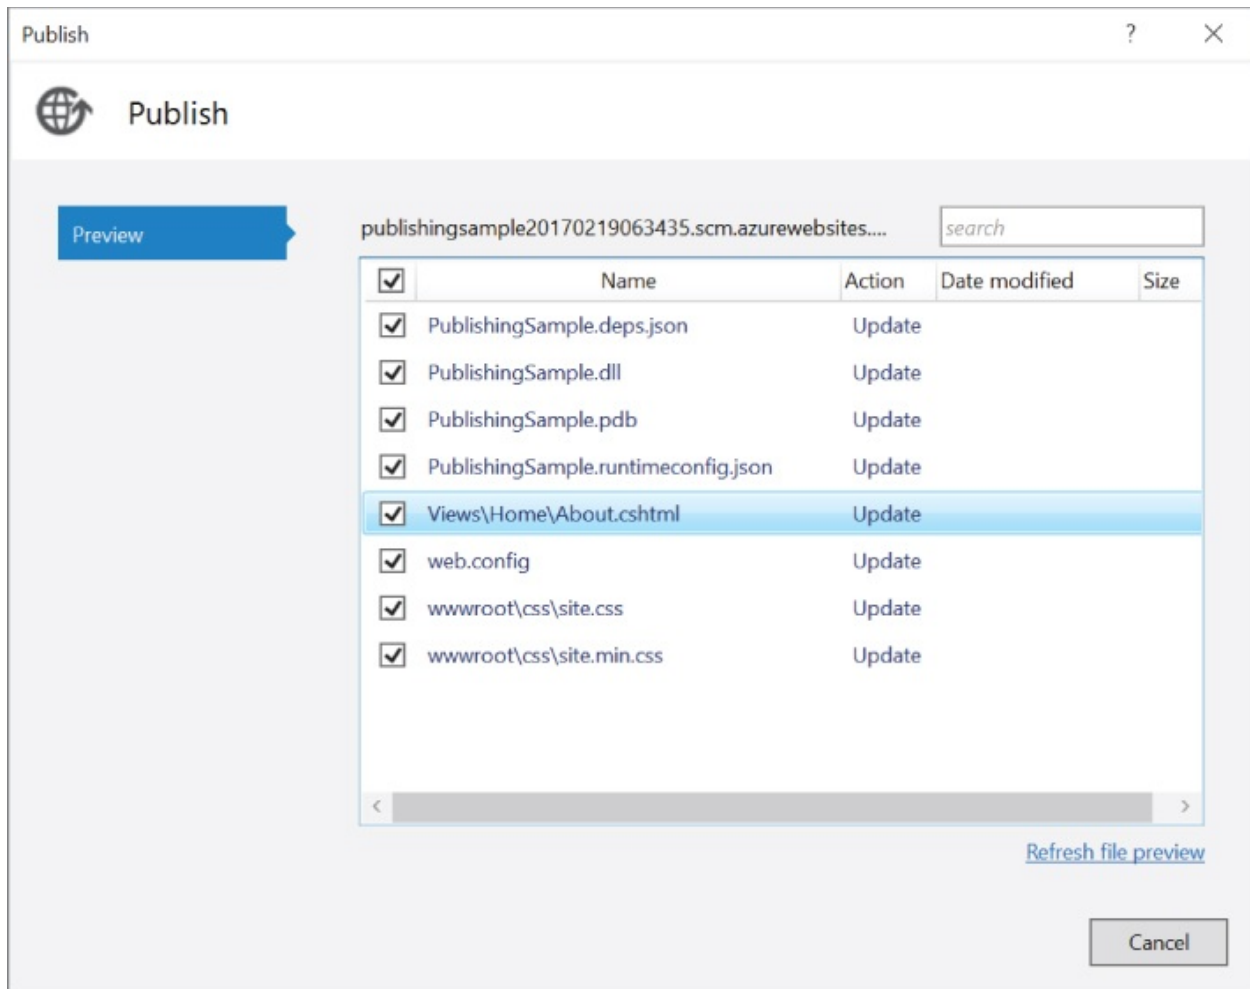 Publish
?
Publish
Preview
publishingsample20170219063435.scm.azurewebsites....
search
Name Action Date modified Size
PublishingSample.deps.json Update
PublishingSample.dll Update
PublishingSample.pdb Update
PublishingSample.runtimeconfig.json Update
Views\Home\About.cshtml Update
web.config Update
wwwroot\css\site.css Update
wwwroot\css\site.min.css Update
Refresh file preview
Cancel